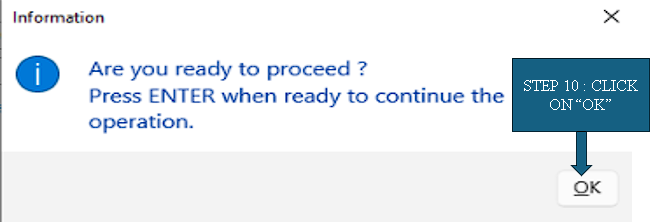 Information
Are you ready to proceed ?
Press ENTER when ready to continue the
operation.
STEP 10 : CLICK
ON “OK”
OK